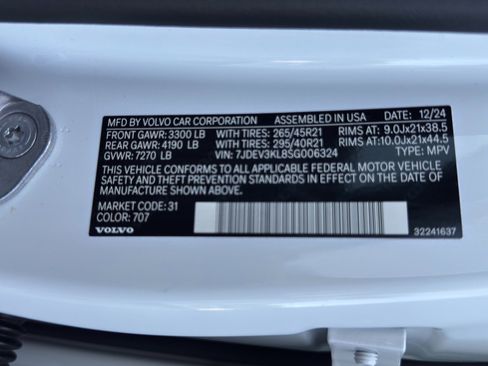 MFD BY VOLVO CAR CORPORATION ASSEMBLED IN: USA DATE: 12/24
FRONT GAWR: 3300 LB WITH TIRES: 265/45R21 RIMS AT: 9.0Jx21x38.5
REAR GAWR: 4190 LB WITH TIRES: 295/40R21 RIMS AT: 10.0Jx21x44.5
GVWR: 7270 LB VIN: 7JDEV3KL8SG006324 TYPE: MPV
THIS VEHICLE CONFORMS TO ALL APPLICABLE FEDERAL MOTOR VEHICLE
SAFETY AND THEFT PREVENTION STANDARDS IN EFFECT ON THE DATE
OF MANUFACTURE SHOWN ABOVE.
MARKET CODE: 31
COLOR: 707
VOLVO 32241637